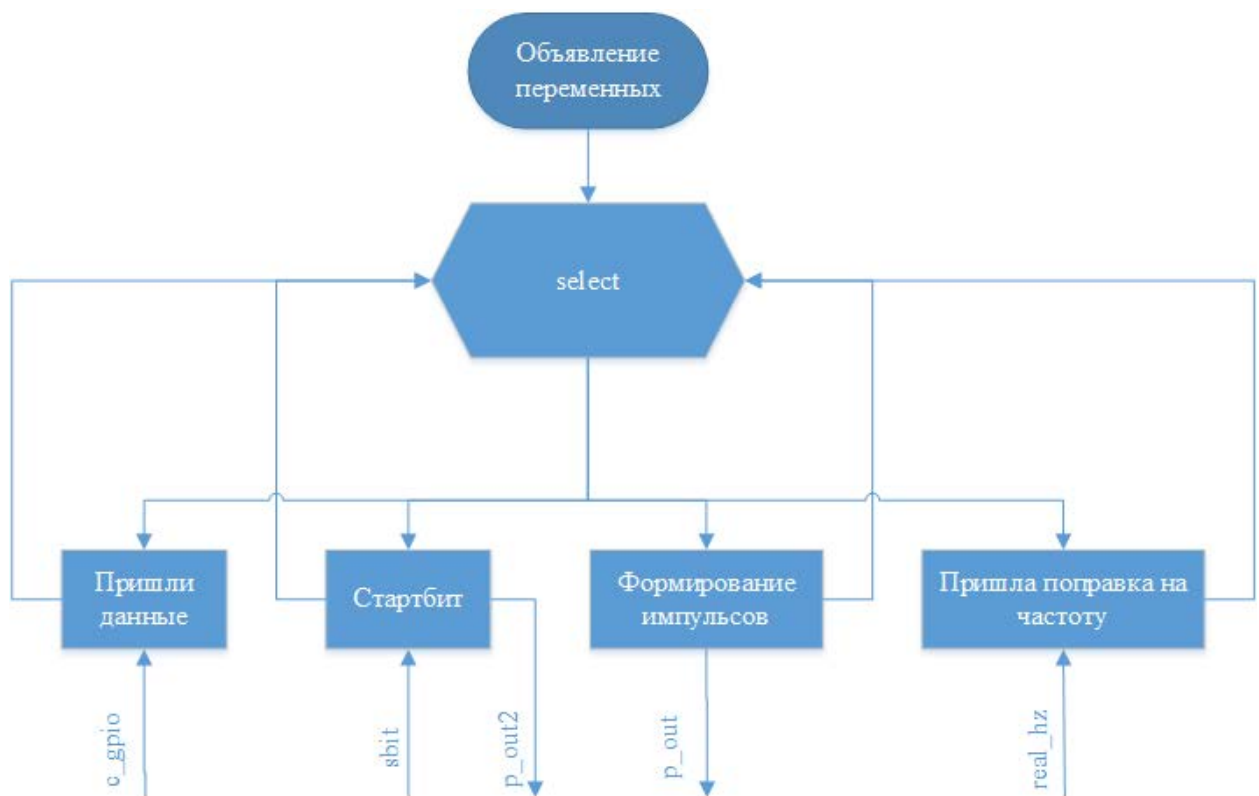 Объявление
переменных
select
Пришли
данные
Стартбит
Формирование
импульсов
Пришла поправка на
частоту
c_gpio
sbit
p_out2
p_out
real_hz